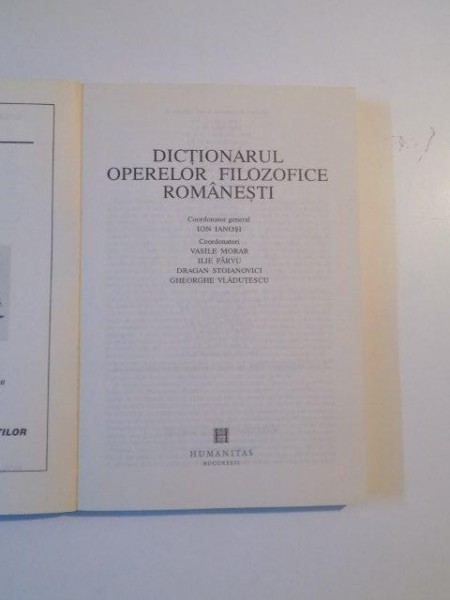 DICȚIONARUL
OPERELOR FILOZOFICE
ROMÂNEȘTI
Coordonator general
ION IANOȘI
Coordonatori
VASILE MORAR
ILIE PÂRVU
DRAGAN STOIANOVICI
GHEORGHE VLĂDUȚESCU
HUMANITAS
BUCUREȘTI